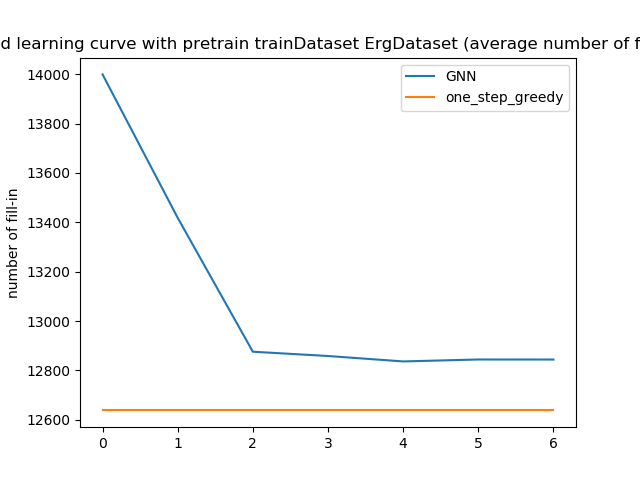 d learning curve with pretrain trainDataset ErgDataset (average number of f
GNN
one_step_greedy
number of fill-in
14000
13800
13600
13400
13200
13000
12800
12600
0 1 2 3 4 5 6